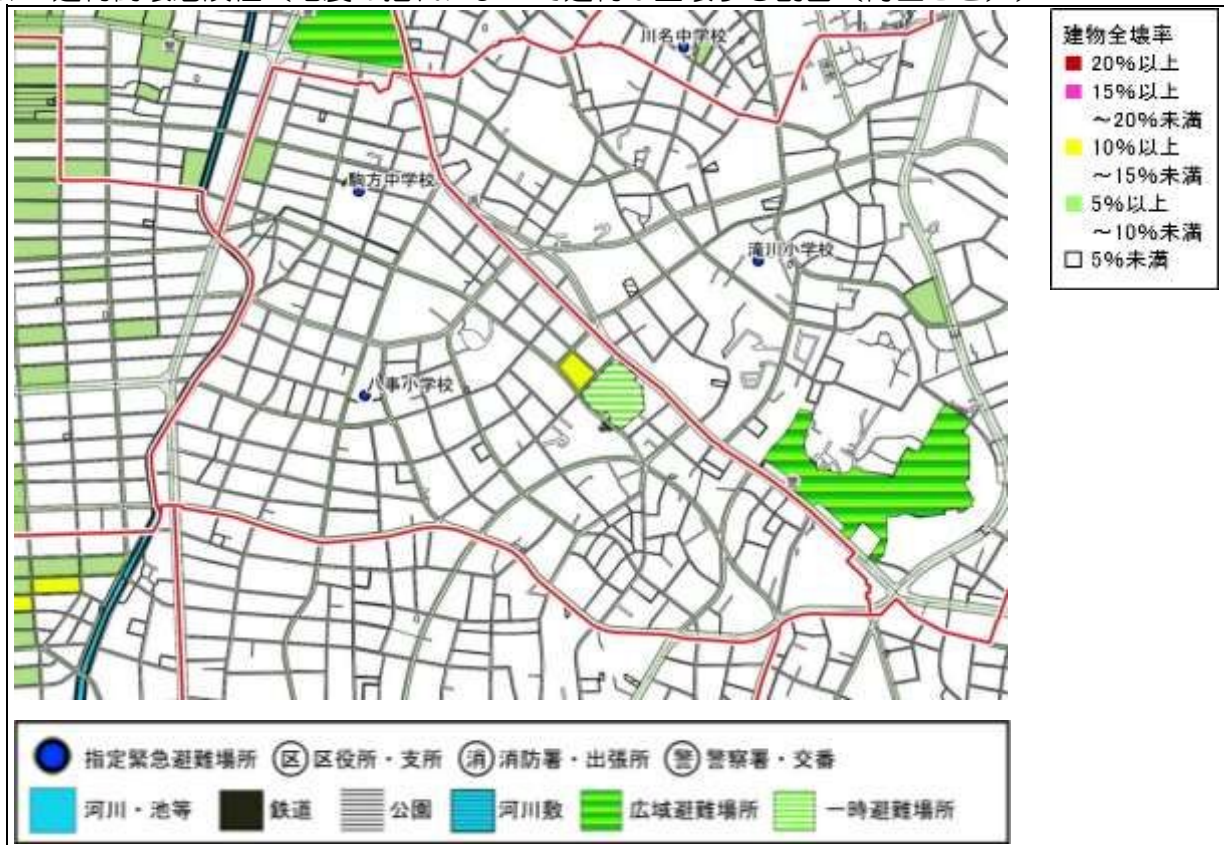 川名中学校
駒方中学校
滝川小学校
八事小学校
建物全壊率
20%以上
15%以上
～20%未満
10%以上
～15%未満
5%以上
～10%未満
5%未満
指定緊急避難場所 区 区役所・支所 消 消防署・出張所 警 警察署・交番
河川・池等 鉄道 公園 河川敷 広域避難場所 一時避難場所